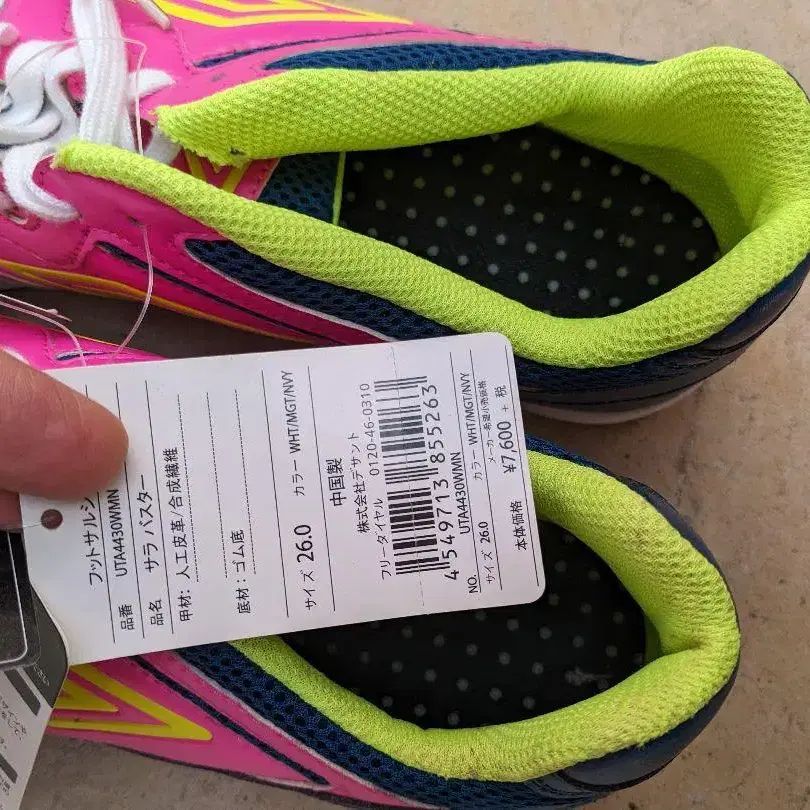 フットサルシ
品番 UTA4430WMN
品名 サラ バスター
甲材: 人工皮革/合成繊維
底材: ゴム底
サイズ 26.0 カラー WHT/MGT/NVY
中国製
株式会社デサント
フリーダイヤル 0120-46-0310
4 549713 855263
NO. UTA4430WMN
サイズ 26.0 カラー WHT/MGT/NVY
メーカー希望小売価格
本体価格 ¥7,600 + 税